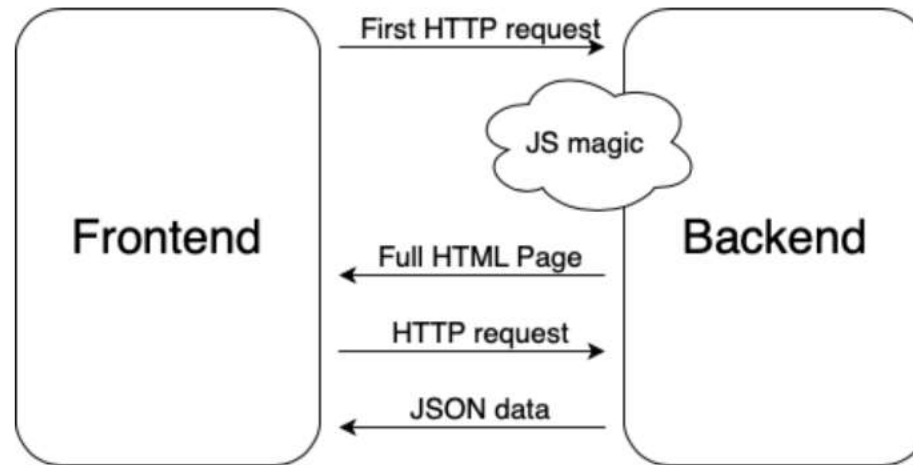 First HTTP request
JS magic
Frontend
Backend
Full HTML Page
HTTP request
JSON data